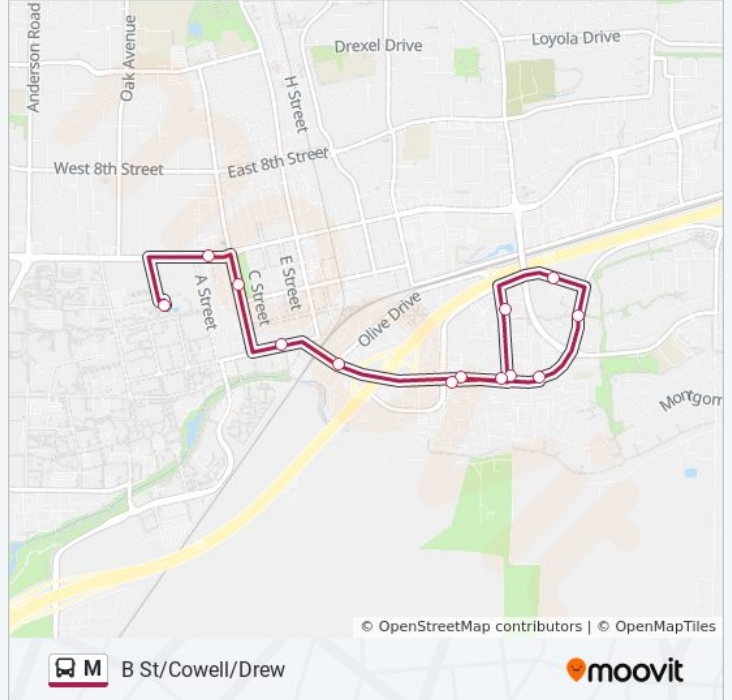 Anderson Road
Oak Avenue
Drexel Drive
Loyola Drive
H Street
West 8th Street
East 8th Street
A Street
C Street
E Street
Olive Drive
Montgom
© OpenStreetMap contributors | © OpenMapTiles
M B St/Cowell/Drew
moovit